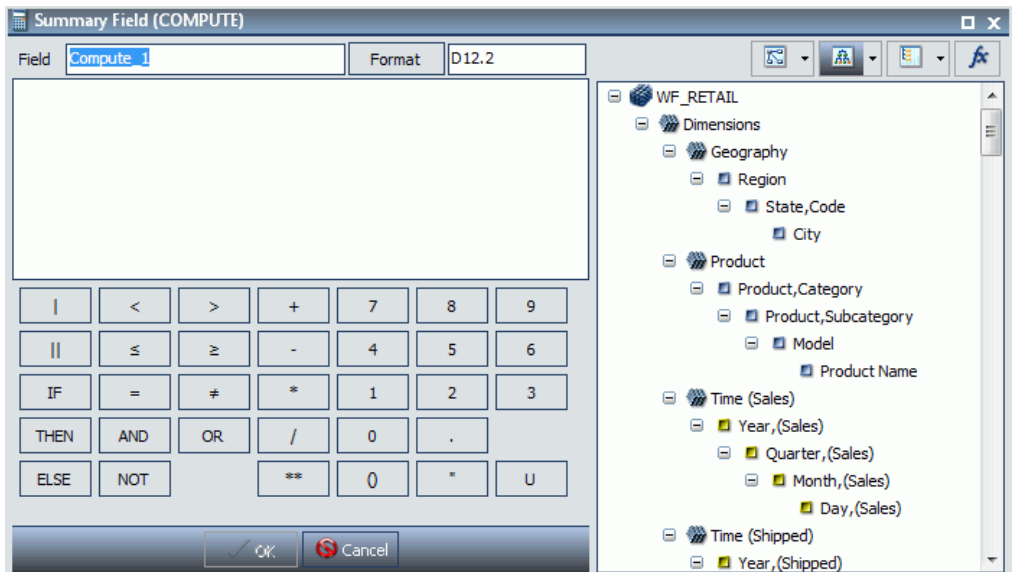 Summary Field (COMPUTE)
Field Compute_1 Format D12.2
fx
| < > + 7 8 9
|| ≤ ≥ - 4 5 6
IF = ≠ * 1 2 3
THEN AND OR / 0 .
ELSE NOT ** () " U
OK Cancel
WF_RETAIL
Dimensions
Geography
Region
State,Code
City
Product
Product,Category
Product,Subcategory
Model
Product Name
Time (Sales)
Year,(Sales)
Quarter,(Sales)
Month,(Sales)
Day,(Sales)
Time (Shipped)
Year,(Shipped)